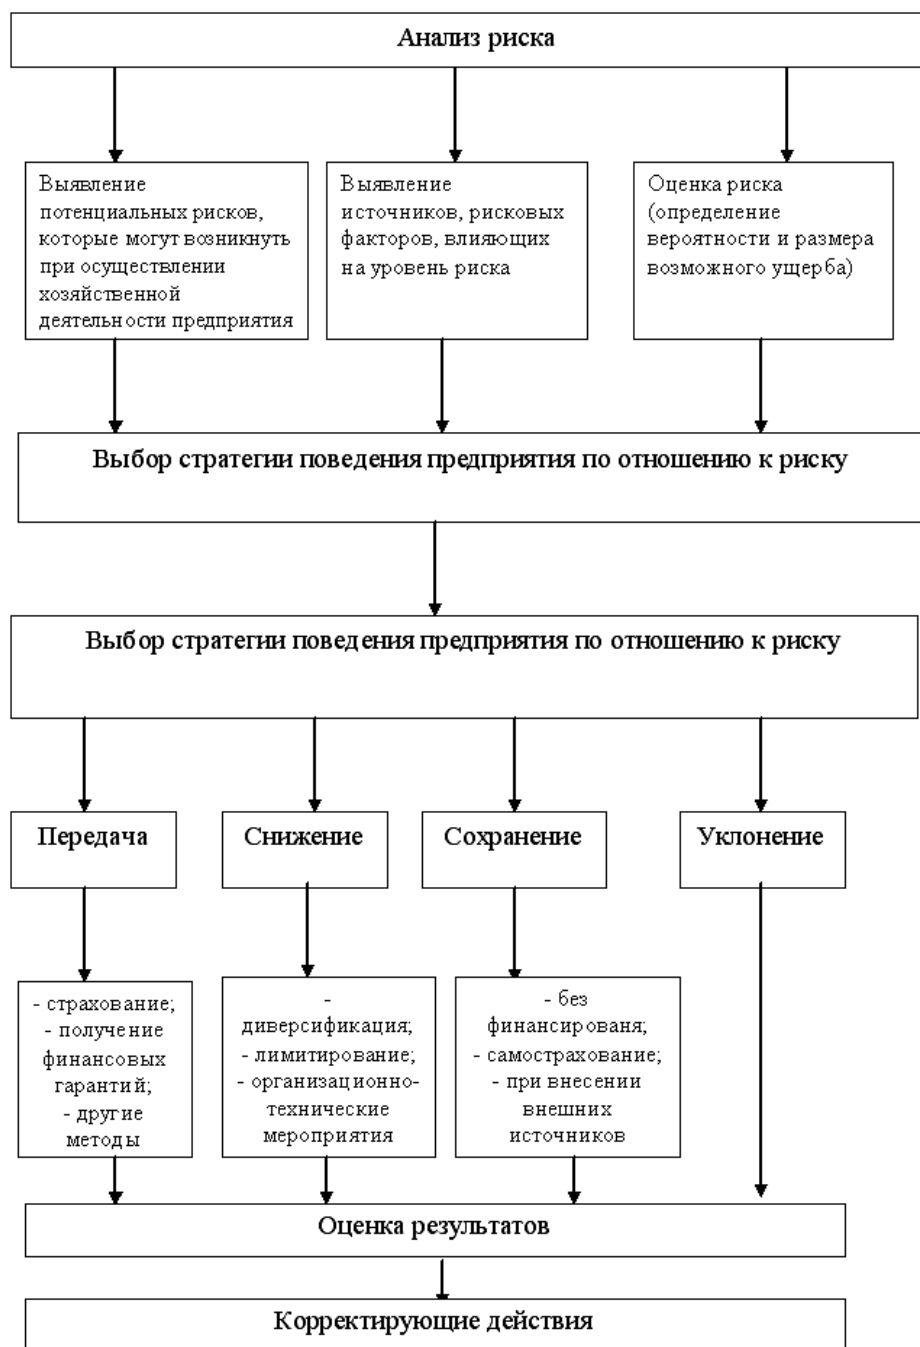 Анализ риска
Выявление
потенциальных рисков,
которые могут возникнуть
при осуществлении
хозяйственной
деятельности предприятия
Выявление
источников, рисковых
факторов, влияющих
на уровень риска
Оценка риска
(определение
вероятности и размера
возможного ущерба)
Выбор стратегии поведения предприятия по отношению к риску
Выбор стратегии поведения предприятия по отношению к риску
Передача
Снижение
Сохранение
Уклонение
- страхование;
- получение
финансовых
гарантий;
- другие
методы
-
диверсификация;
- лимитирование;
- организационно-
технические
мероприятия
- без
финансированя;
- самострахование;
- при внесении
внешних
источников
Оценка результатов
Корректирующие действия